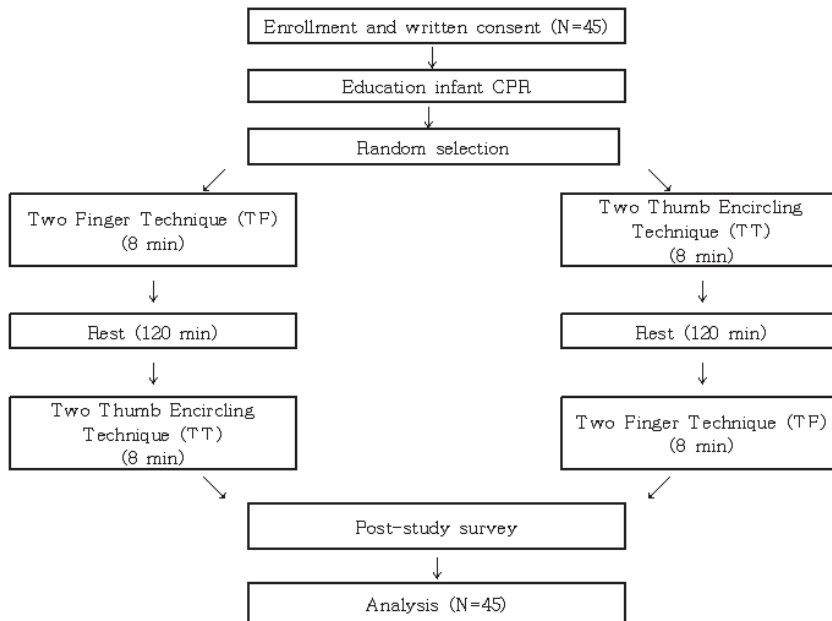 Enrollment and written consent (N=45)
Education infant CPR
Random selection
Two Finger Technique (TF)
(8 min)
Two Thumb Encircling
Technique (TT)
(8 min)
Rest (120 min)
Rest (120 min)
Two Thumb Encircling
Technique (TT)
(8 min)
Two Finger Technique (TF)
(8 min)
Post-study survey
Analysis (N=45)